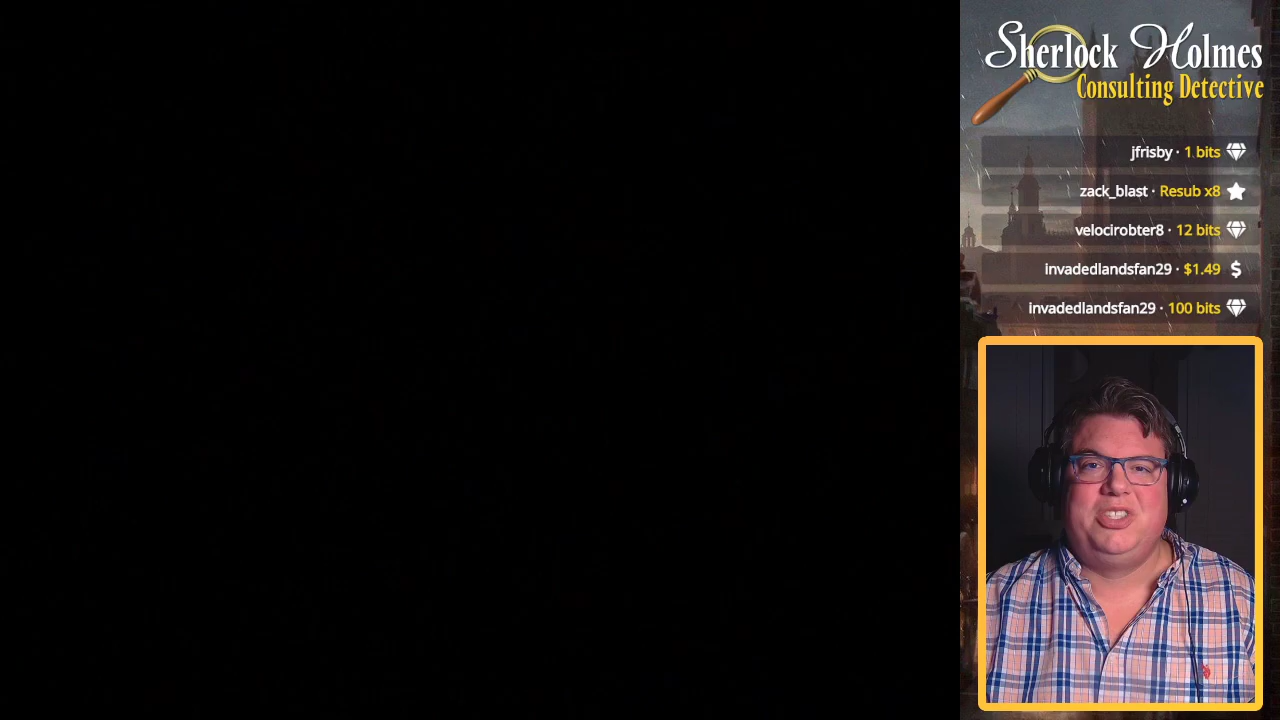 Sherlock Holmes
Consulting Detective
jfrisby · 1 bits
zack_blast · Resub x8
velocirobter8 · 12 bits
invadedlandsfan29 · $1.49
invadedlandsfan29 · 100 bits